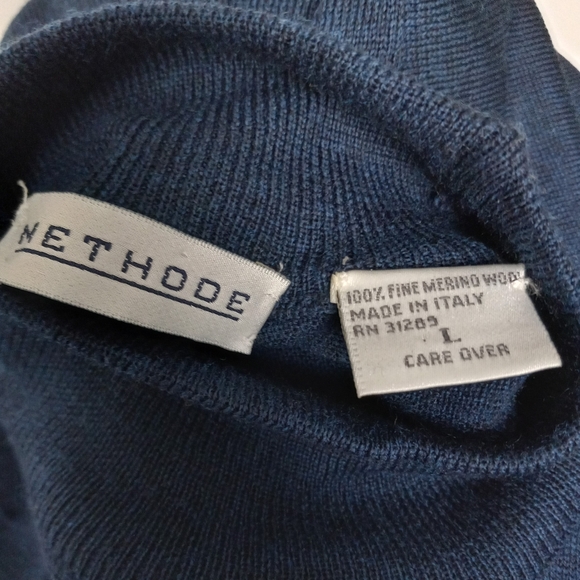 NETHODE
100% FINE MERINO WOOL
MADE IN ITALY
RN 31289
L
CARE OVER